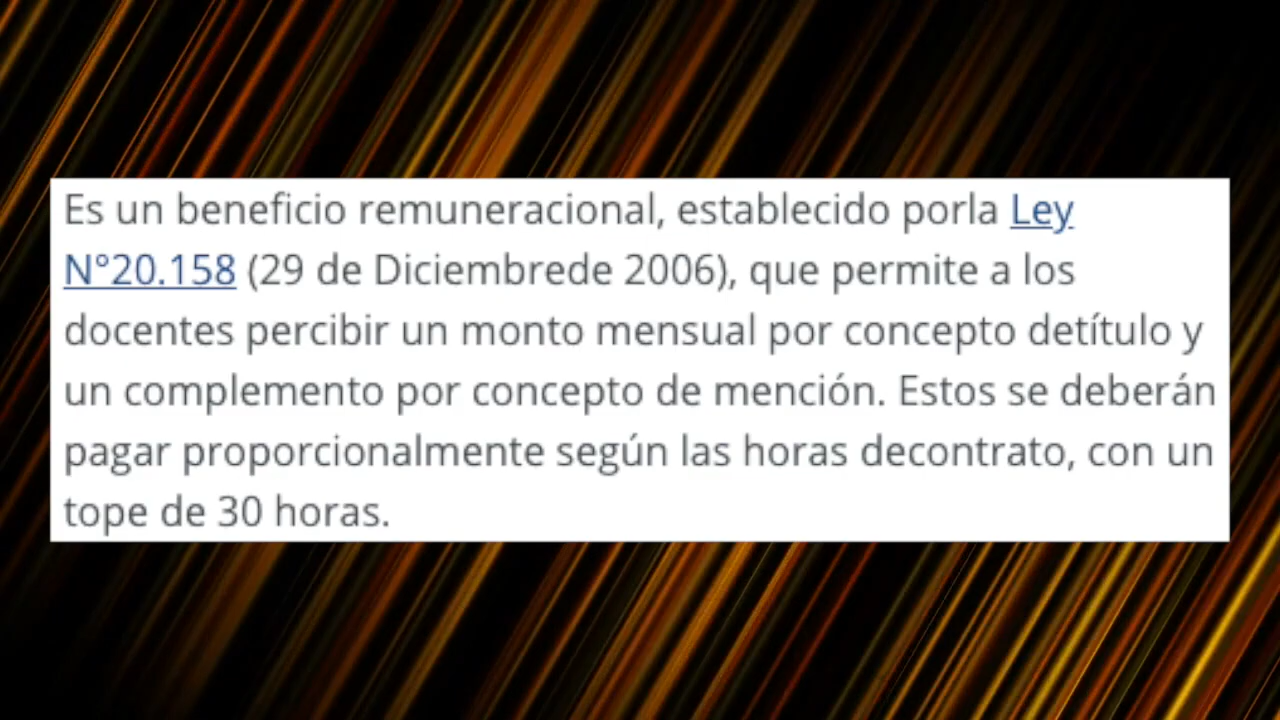 Es un beneficio remuneracional, establecido porla Ley
N°20.158 (29 de Diciembrede 2006), que permite a los
docentes percibir un monto mensual por concepto detítulo y
un complemento por concepto de mención. Estos se deberán
pagar proporcionalmente según las horas decontrato, con un
tope de 30 horas.